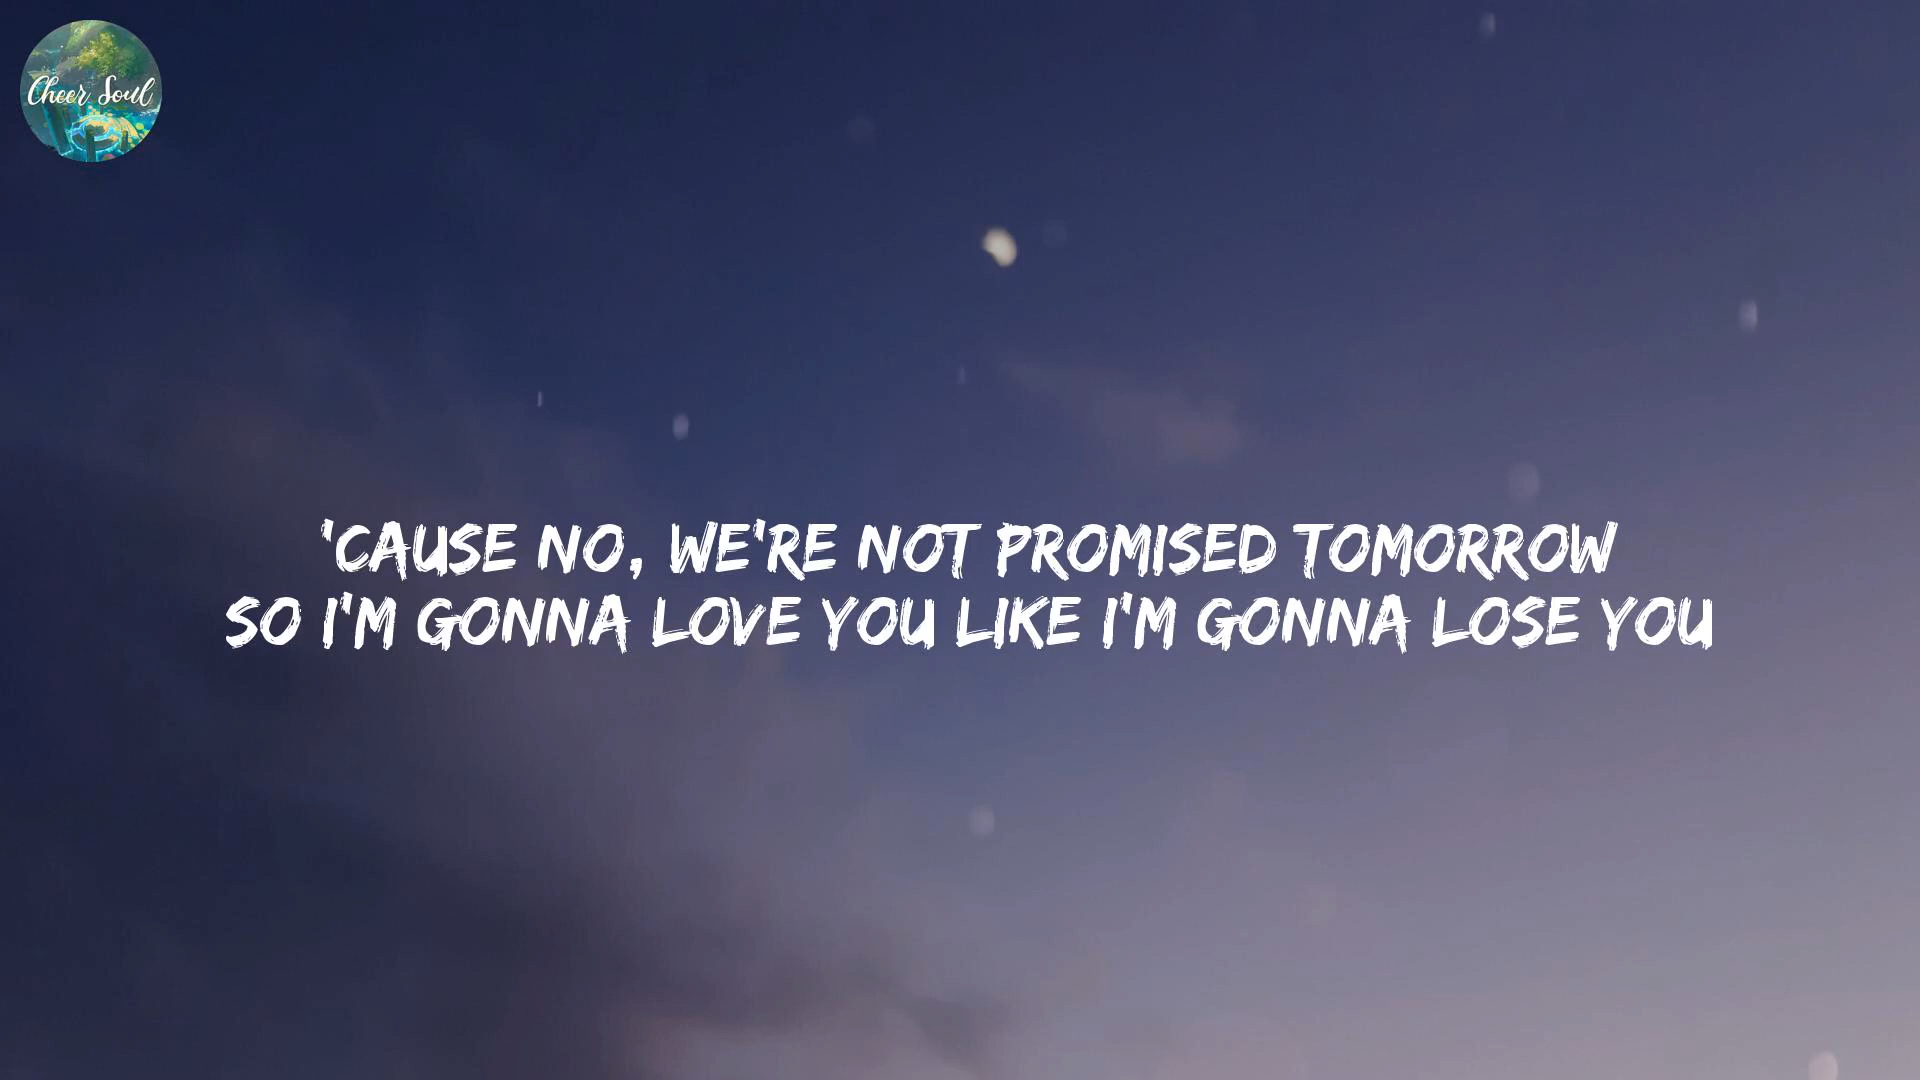 Cheer Soul
'CAUSE NO, WE'RE NOT PROMISED TOMORROW
SO I'M GONNA LOVE YOU LIKE I'M GONNA LOSE YOU